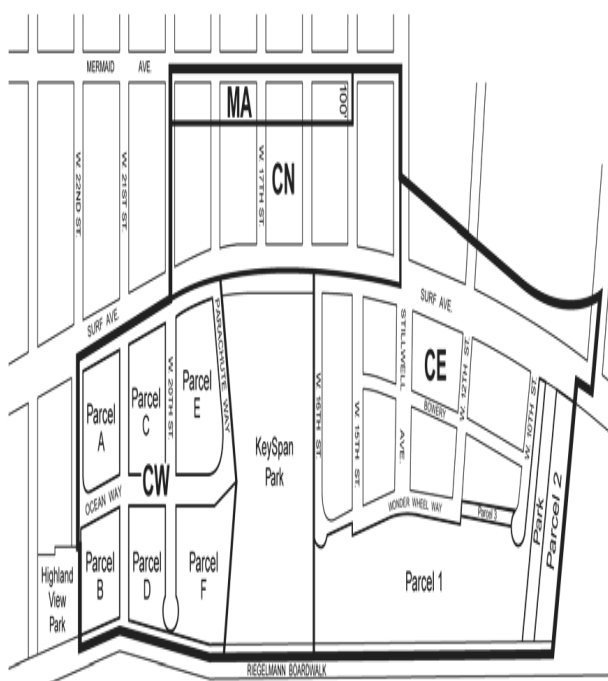 MERMAID AVE.
MA
100'
CN
W. 22ND ST.
W. 21ST ST.
W. 17TH ST.
SURF AVE.
SURF AVE.
PARACHUTE WAY
W. 20TH ST.
Parcel
A
Parcel
C
Parcel
E
CW
OCEAN WAY
Parcel
B
Parcel
D
Parcel
F
Highland
View
Park
KeySpan
Park
W. 16TH ST.
W. 15TH ST.
STILLWELL AVE.
CE
BOWERY
W. 12TH ST.
W. 10TH ST.
WONDER WHEEL WAY
Parcel 3
Parcel 1
Park
Parcel 2
RIEGELMANN BOARDWALK